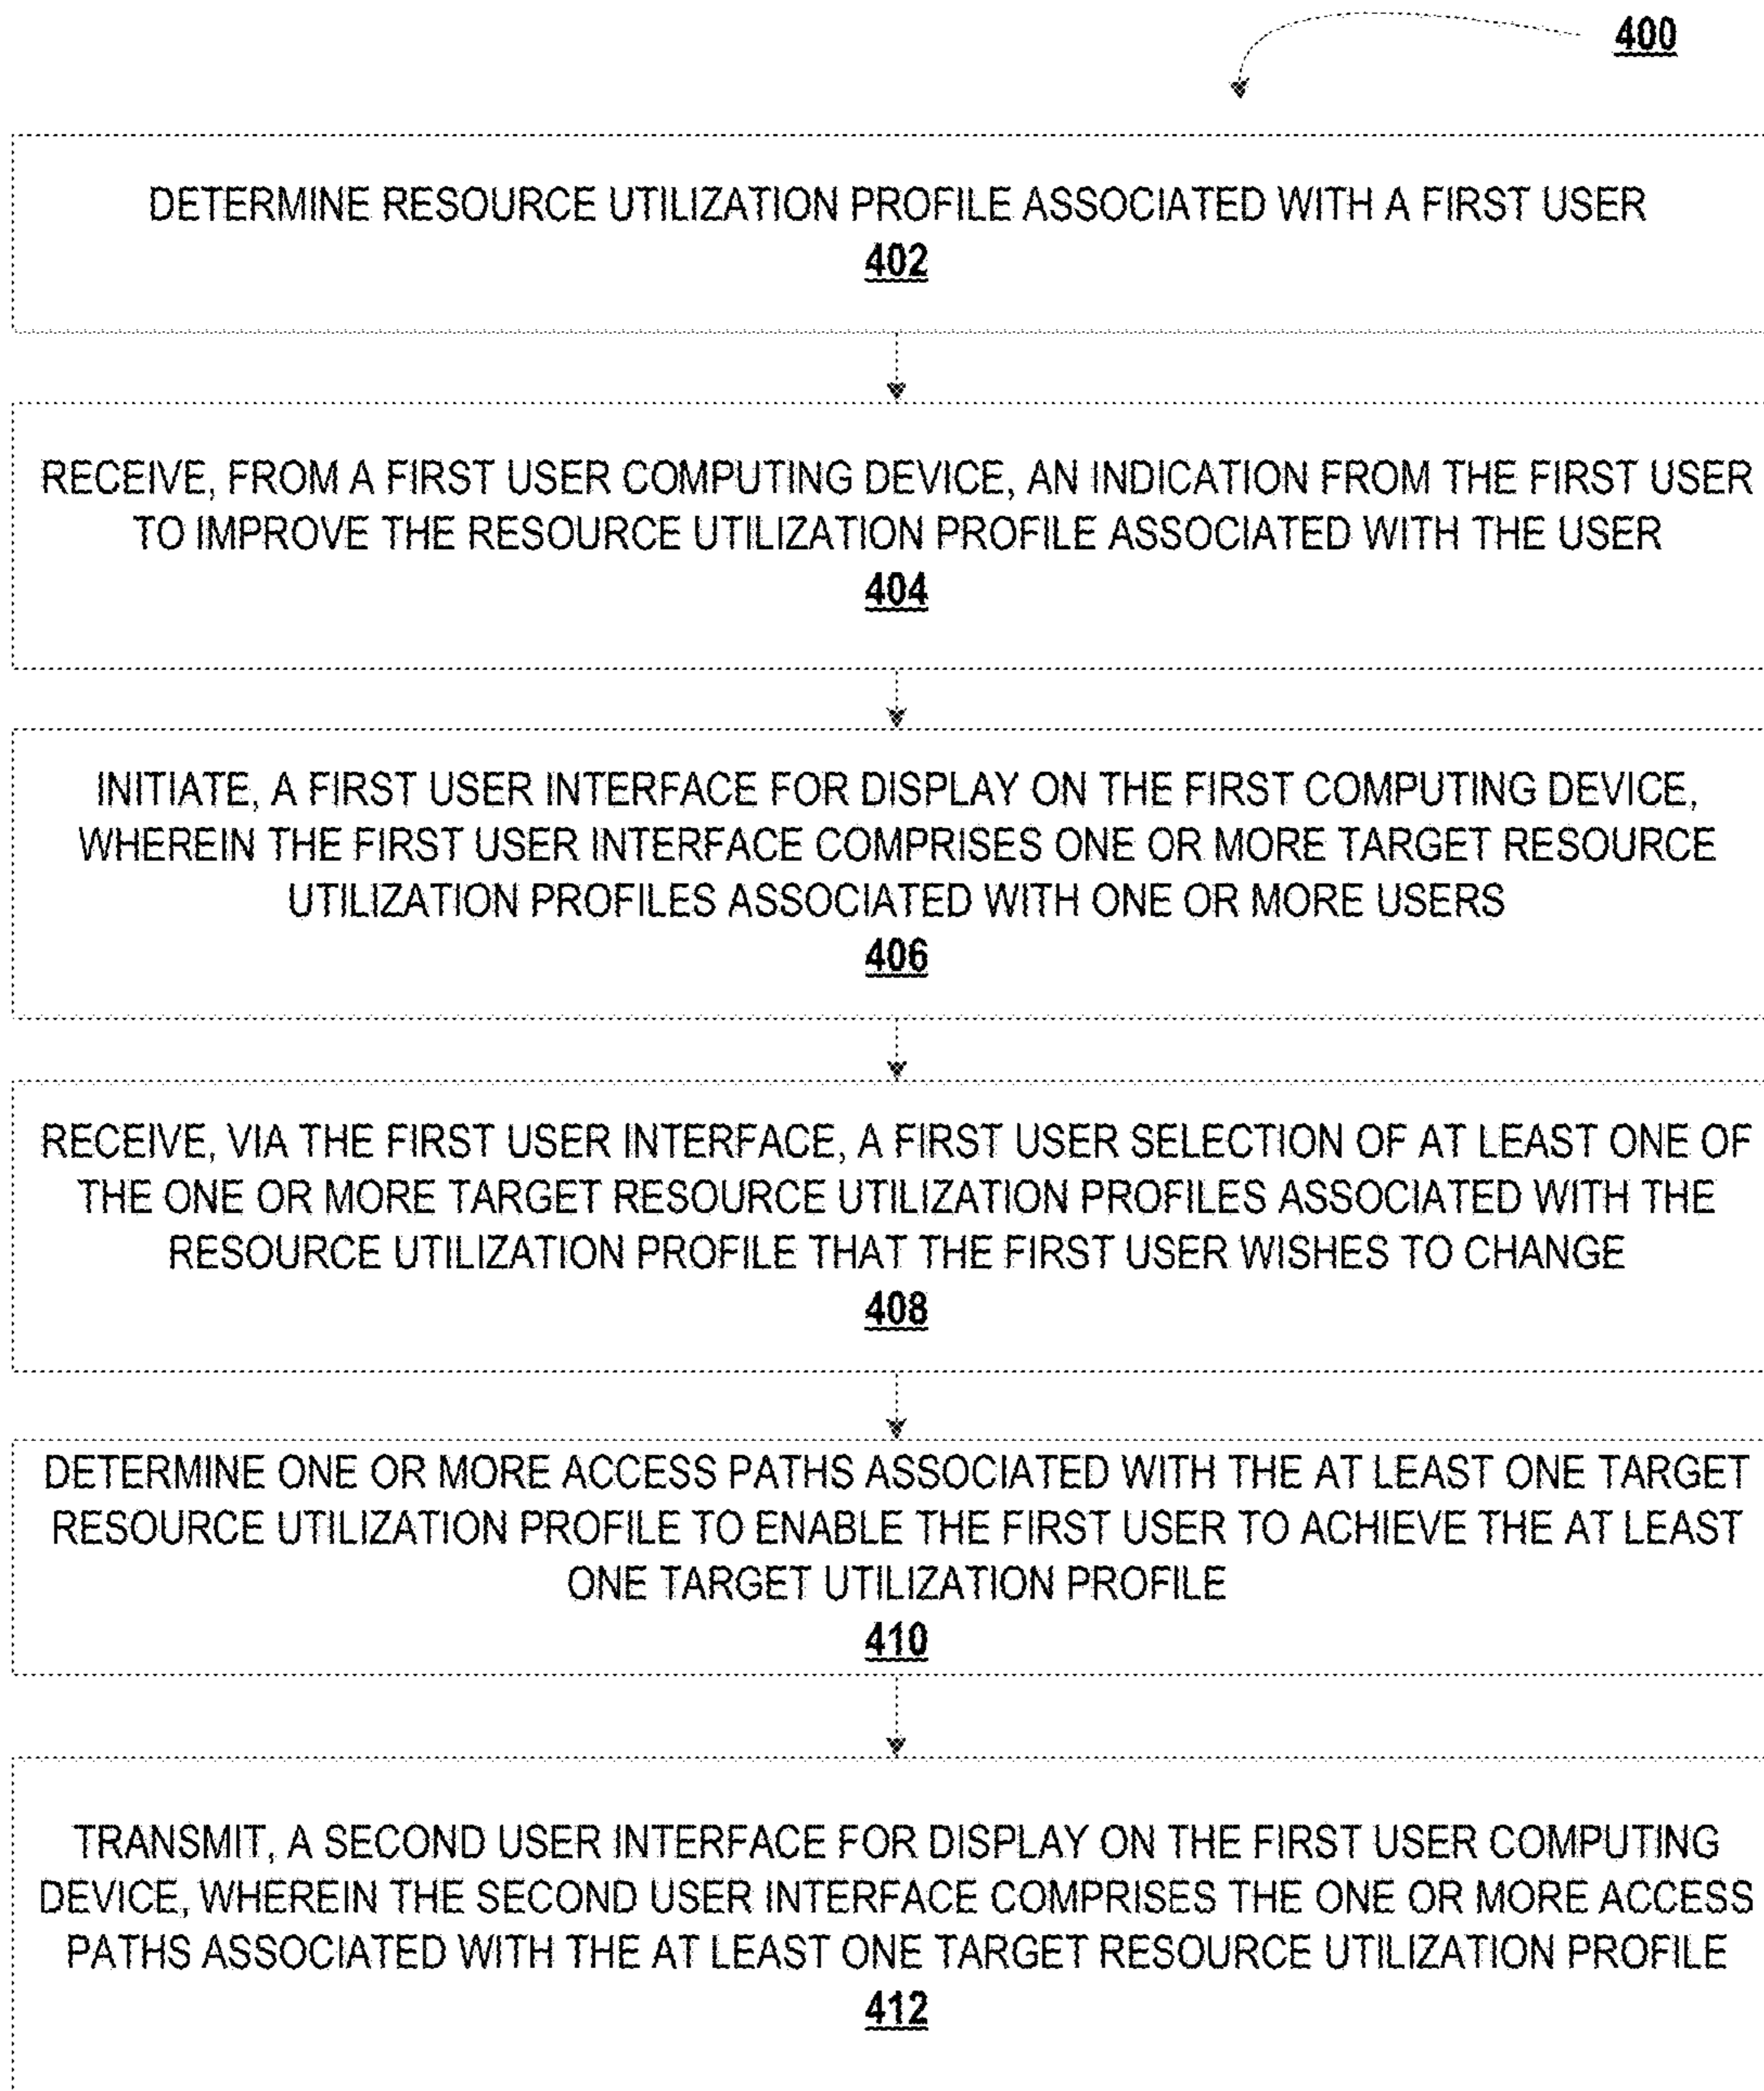 400
DETERMINE RESOURCE UTILIZATION PROFILE ASSOCIATED WITH A FIRST USER
402
RECEIVE, FROM A FIRST USER COMPUTING DEVICE, AN INDICATION FROM THE FIRST USER
TO IMPROVE THE RESOURCE UTILIZATION PROFILE ASSOCIATED WITH THE USER
404
INITIATE, A FIRST USER INTERFACE FOR DISPLAY ON THE FIRST COMPUTING DEVICE,
WHEREIN THE FIRST USER INTERFACE COMPRISES ONE OR MORE TARGET RESOURCE
UTILIZATION PROFILES ASSOCIATED WITH ONE OR MORE USERS
406
RECEIVE, VIA THE FIRST USER INTERFACE, A FIRST USER SELECTION OF AT LEAST ONE OF
THE ONE OR MORE TARGET RESOURCE UTILIZATION PROFILES ASSOCIATED WITH THE
RESOURCE UTILIZATION PROFILE THAT THE FIRST USER WISHES TO CHANGE
408
DETERMINE ONE OR MORE ACCESS PATHS ASSOCIATED WITH THE AT LEAST ONE TARGET
RESOURCE UTILIZATION PROFILE TO ENABLE THE FIRST USER TO ACHIEVE THE AT LEAST
ONE TARGET UTILIZATION PROFILE
410
TRANSMIT, A SECOND USER INTERFACE FOR DISPLAY ON THE FIRST USER COMPUTING
DEVICE, WHEREIN THE SECOND USER INTERFACE COMPRISES THE ONE OR MORE ACCESS
PATHS ASSOCIATED WITH THE AT LEAST ONE TARGET RESOURCE UTILIZATION PROFILE
412